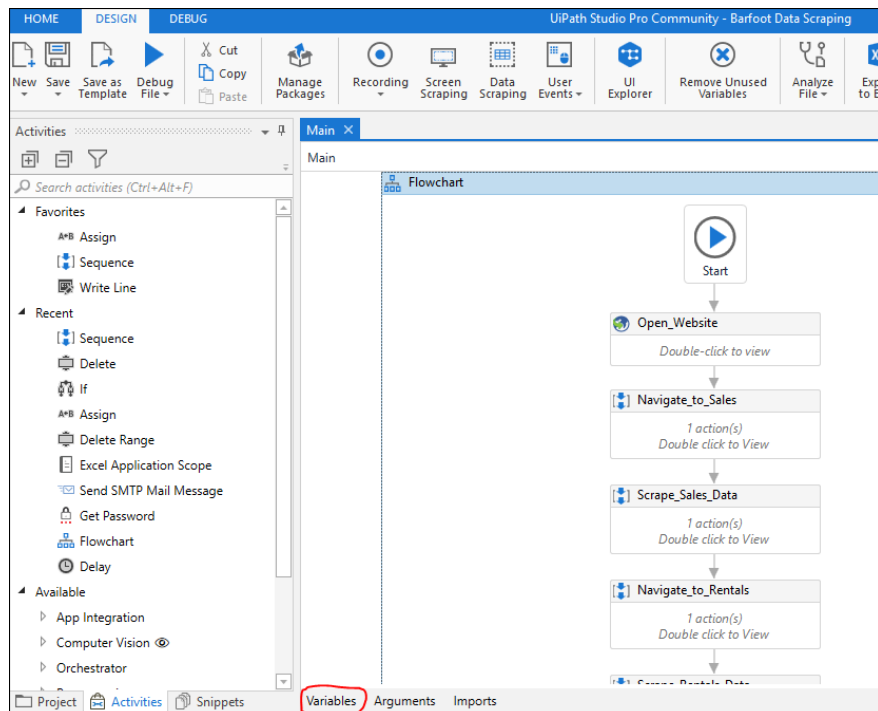 HOME DESIGN DEBUG UiPath Studio Pro Community - Barfoot Data Scraping
New Save Save as Template Debug File Cut Copy Paste Manage Packages Recording Screen Scraping Data Scraping User Events UI Explorer Remove Unused Variables Analyze File
Activities
Search activities (Ctrl+Alt+F)
Favorites
A*B Assign
Sequence
Write Line
Recent
Sequence
Delete
If
A*B Assign
Delete Range
Excel Application Scope
Send SMTP Mail Message
Get Password
Flowchart
Delay
Available
App Integration
Computer Vision
Orchestrator
Project Activities Snippets
Main
Main
Flowchart
Start
Open_Website
Double-click to view
Navigate_to_Sales
1 action(s)
Double click to View
Scrape_Sales_Data
1 action(s)
Double click to View
Navigate_to_Rentals
1 action(s)
Double click to View
Scrape_Rentals_Data
Variables Arguments Imports